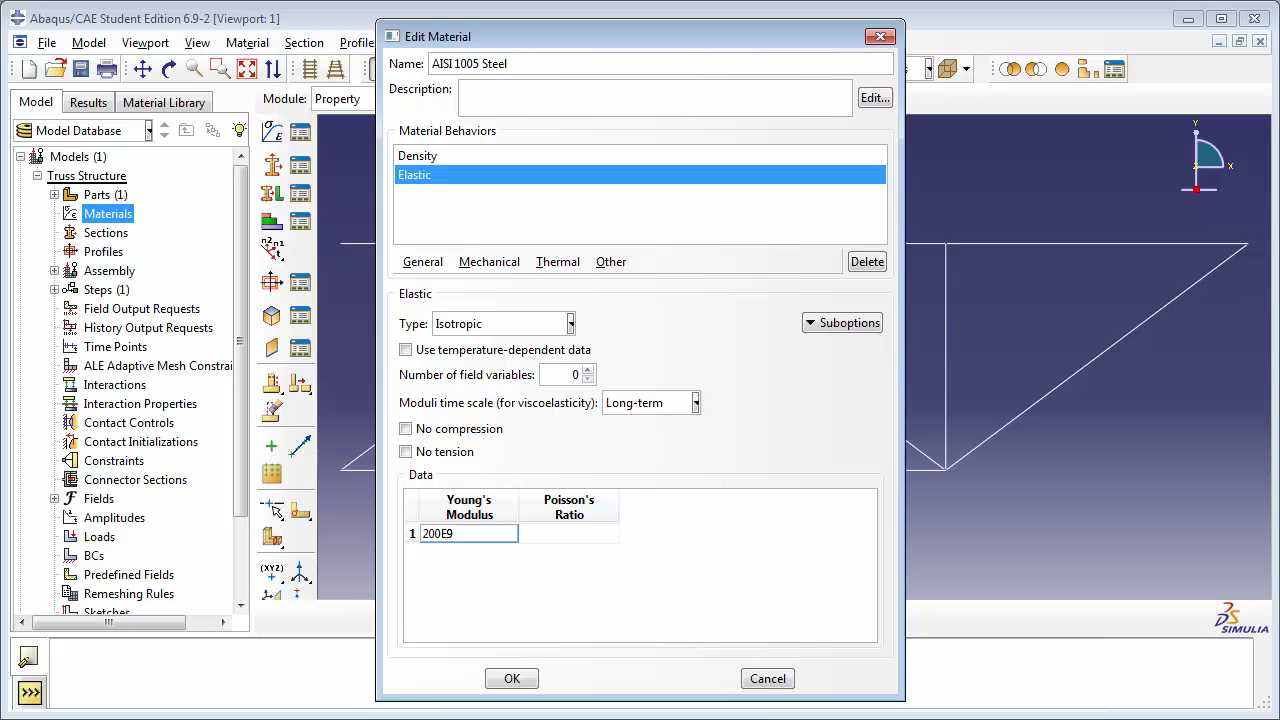 Abaqus/CAE Student Edition 6.9-2 [Viewport: 1]
File Model Viewport View Material Section Profile
Model Results Material Library
Module: Property
Model Database
Models (1)
Truss Structure
Parts (1)
Materials
Sections
Profiles
Assembly
Steps (1)
Field Output Requests
History Output Requests
Time Points
ALE Adaptive Mesh Constrai
Interactions
Interaction Properties
Contact Controls
Contact Initializations
Constraints
Connector Sections
Fields
Amplitudes
Loads
BCs
Predefined Fields
Remeshing Rules
Sketches
Edit Material
Name: AISI 1005 Steel
Description:
Edit...
Material Behaviors
Density
Elastic
General Mechanical Thermal Other
Delete
Elastic
Type: Isotropic
Suboptions
Use temperature-dependent data
Number of field variables: 0
Moduli time scale (for viscoelasticity): Long-term
No compression
No tension
Data
Young's Modulus
Poisson's Ratio
1 200E9
OK Cancel
Y
X
Z
(XYZ)
n2 n1
>>>
SIMULIA